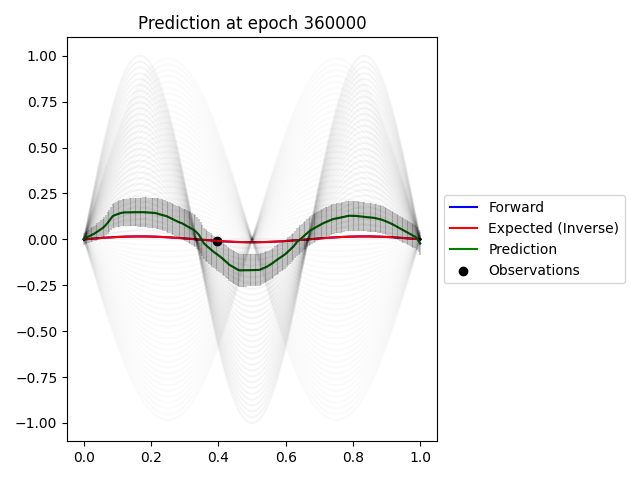 Prediction at epoch 360000
1.00
0.75
0.50
0.25
0.00
−0.25
−0.50
−0.75
−1.00
0.0 0.2 0.4 0.6 0.8 1.0
Forward
Expected (Inverse)
Prediction
Observations